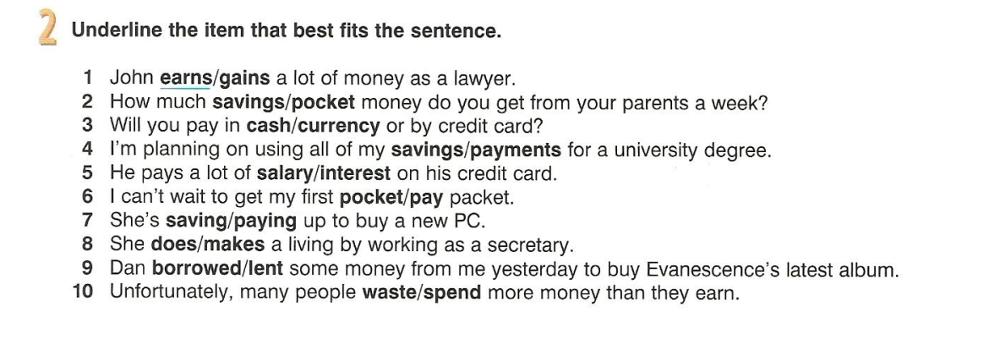 2 Underline the item that best fits the sentence.
1 John earns/gains a lot of money as a lawyer.
2 How much savings/pocket money do you get from your parents a week?
3 Will you pay in cash/currency or by credit card?
4 I'm planning on using all of my savings/payments for a university degree.
5 He pays a lot of salary/interest on his credit card.
6 I can't wait to get my first pocket/pay packet.
7 She's saving/paying up to buy a new PC.
8 She does/makes a living by working as a secretary.
9 Dan borrowed/lent some money from me yesterday to buy Evanescence's latest album.
10 Unfortunately, many people waste/spend more money than they earn.